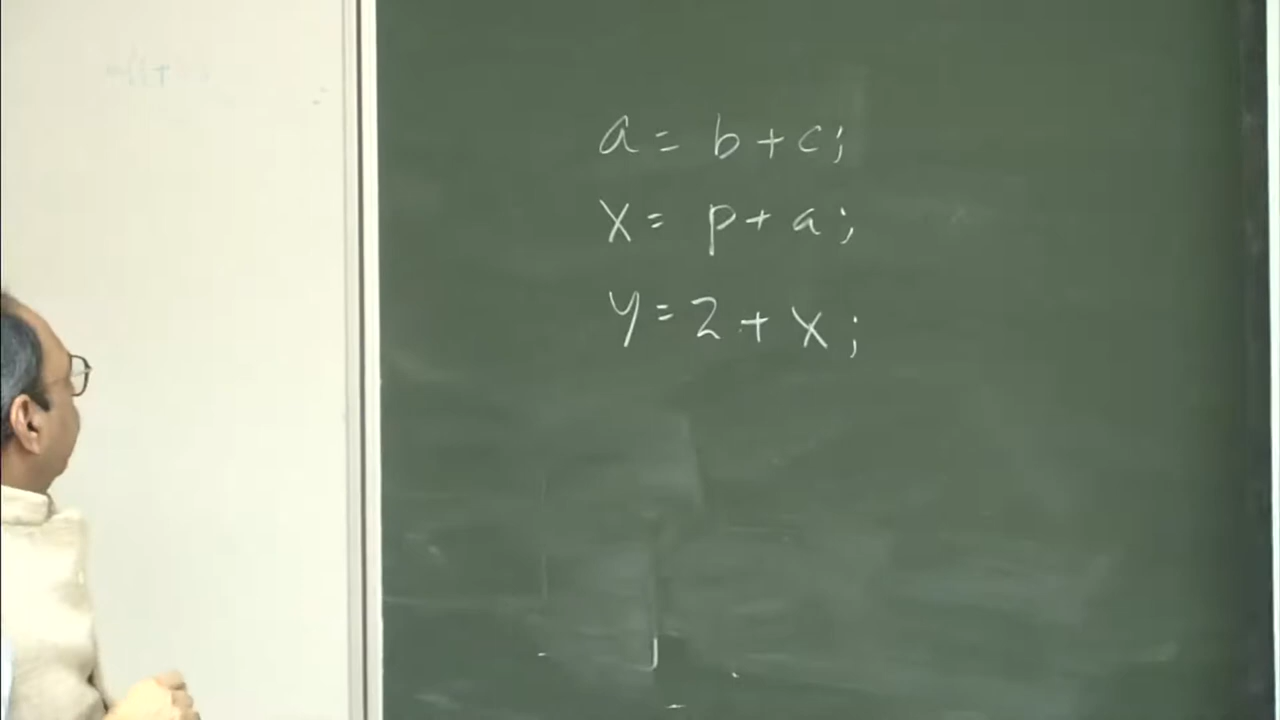 a = b + c;
x = p + a;
y = 2 + x;